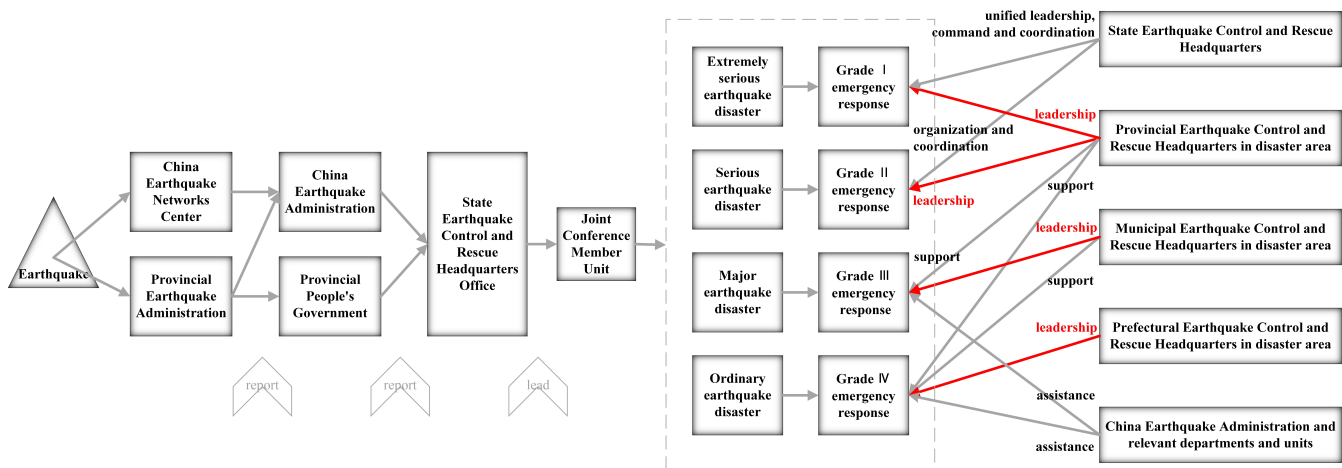 Earthquake
China
Earthquake
Networks
Center
Provincial
Earthquake
Administration
China
Earthquake
Administration
Provincial
People's
Government
State
Earthquake
Control and
Rescue
Headquarters
Office
Joint
Conference
Member
Unit
report
report
lead
Extremely
serious
earthquake
disaster
Serious
earthquake
disaster
Major
earthquake
disaster
Ordinary
earthquake
disaster
Grade Ⅰ
emergency
response
Grade Ⅱ
emergency
response
Grade Ⅲ
emergency
response
Grade Ⅳ
emergency
response
unified leadership,
command and coordination
leadership
organization and
coordination
leadership
support
leadership
support
support
leadership
assistance
assistance
State Earthquake Control and Rescue
Headquarters
Provincial Earthquake Control and
Rescue Headquarters in disaster area
Municipal Earthquake Control and
Rescue Headquarters in disaster area
Prefectural Earthquake Control and
Rescue Headquarters in disaster area
China Earthquake Administration and
relevant departments and units